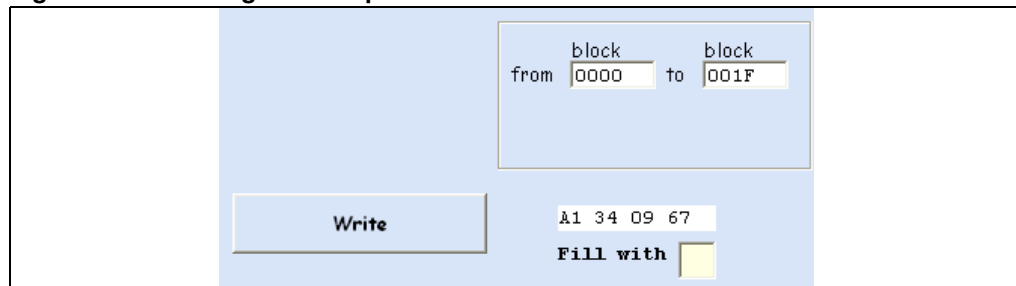 block block
from 0000 to 001F
Write
A1 34 09 67
Fill with